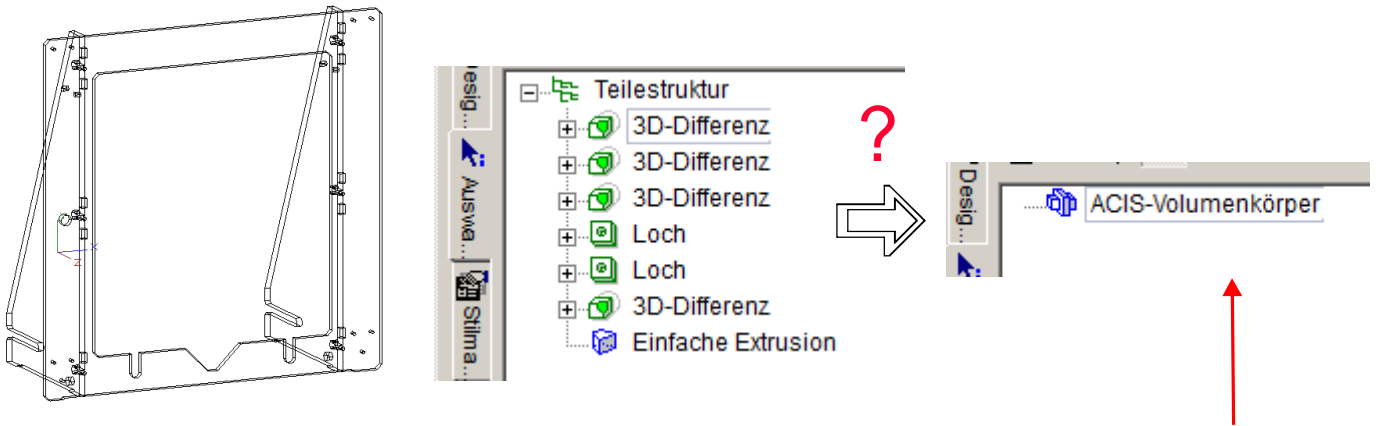 Desig...
Auswa...
Stilma...
Teilestruktur
3D-Differenz
3D-Differenz
3D-Differenz
Loch
Loch
3D-Differenz
Einfache Extrusion
?
Desig...
ACIS-Volumenkörper
X
Z